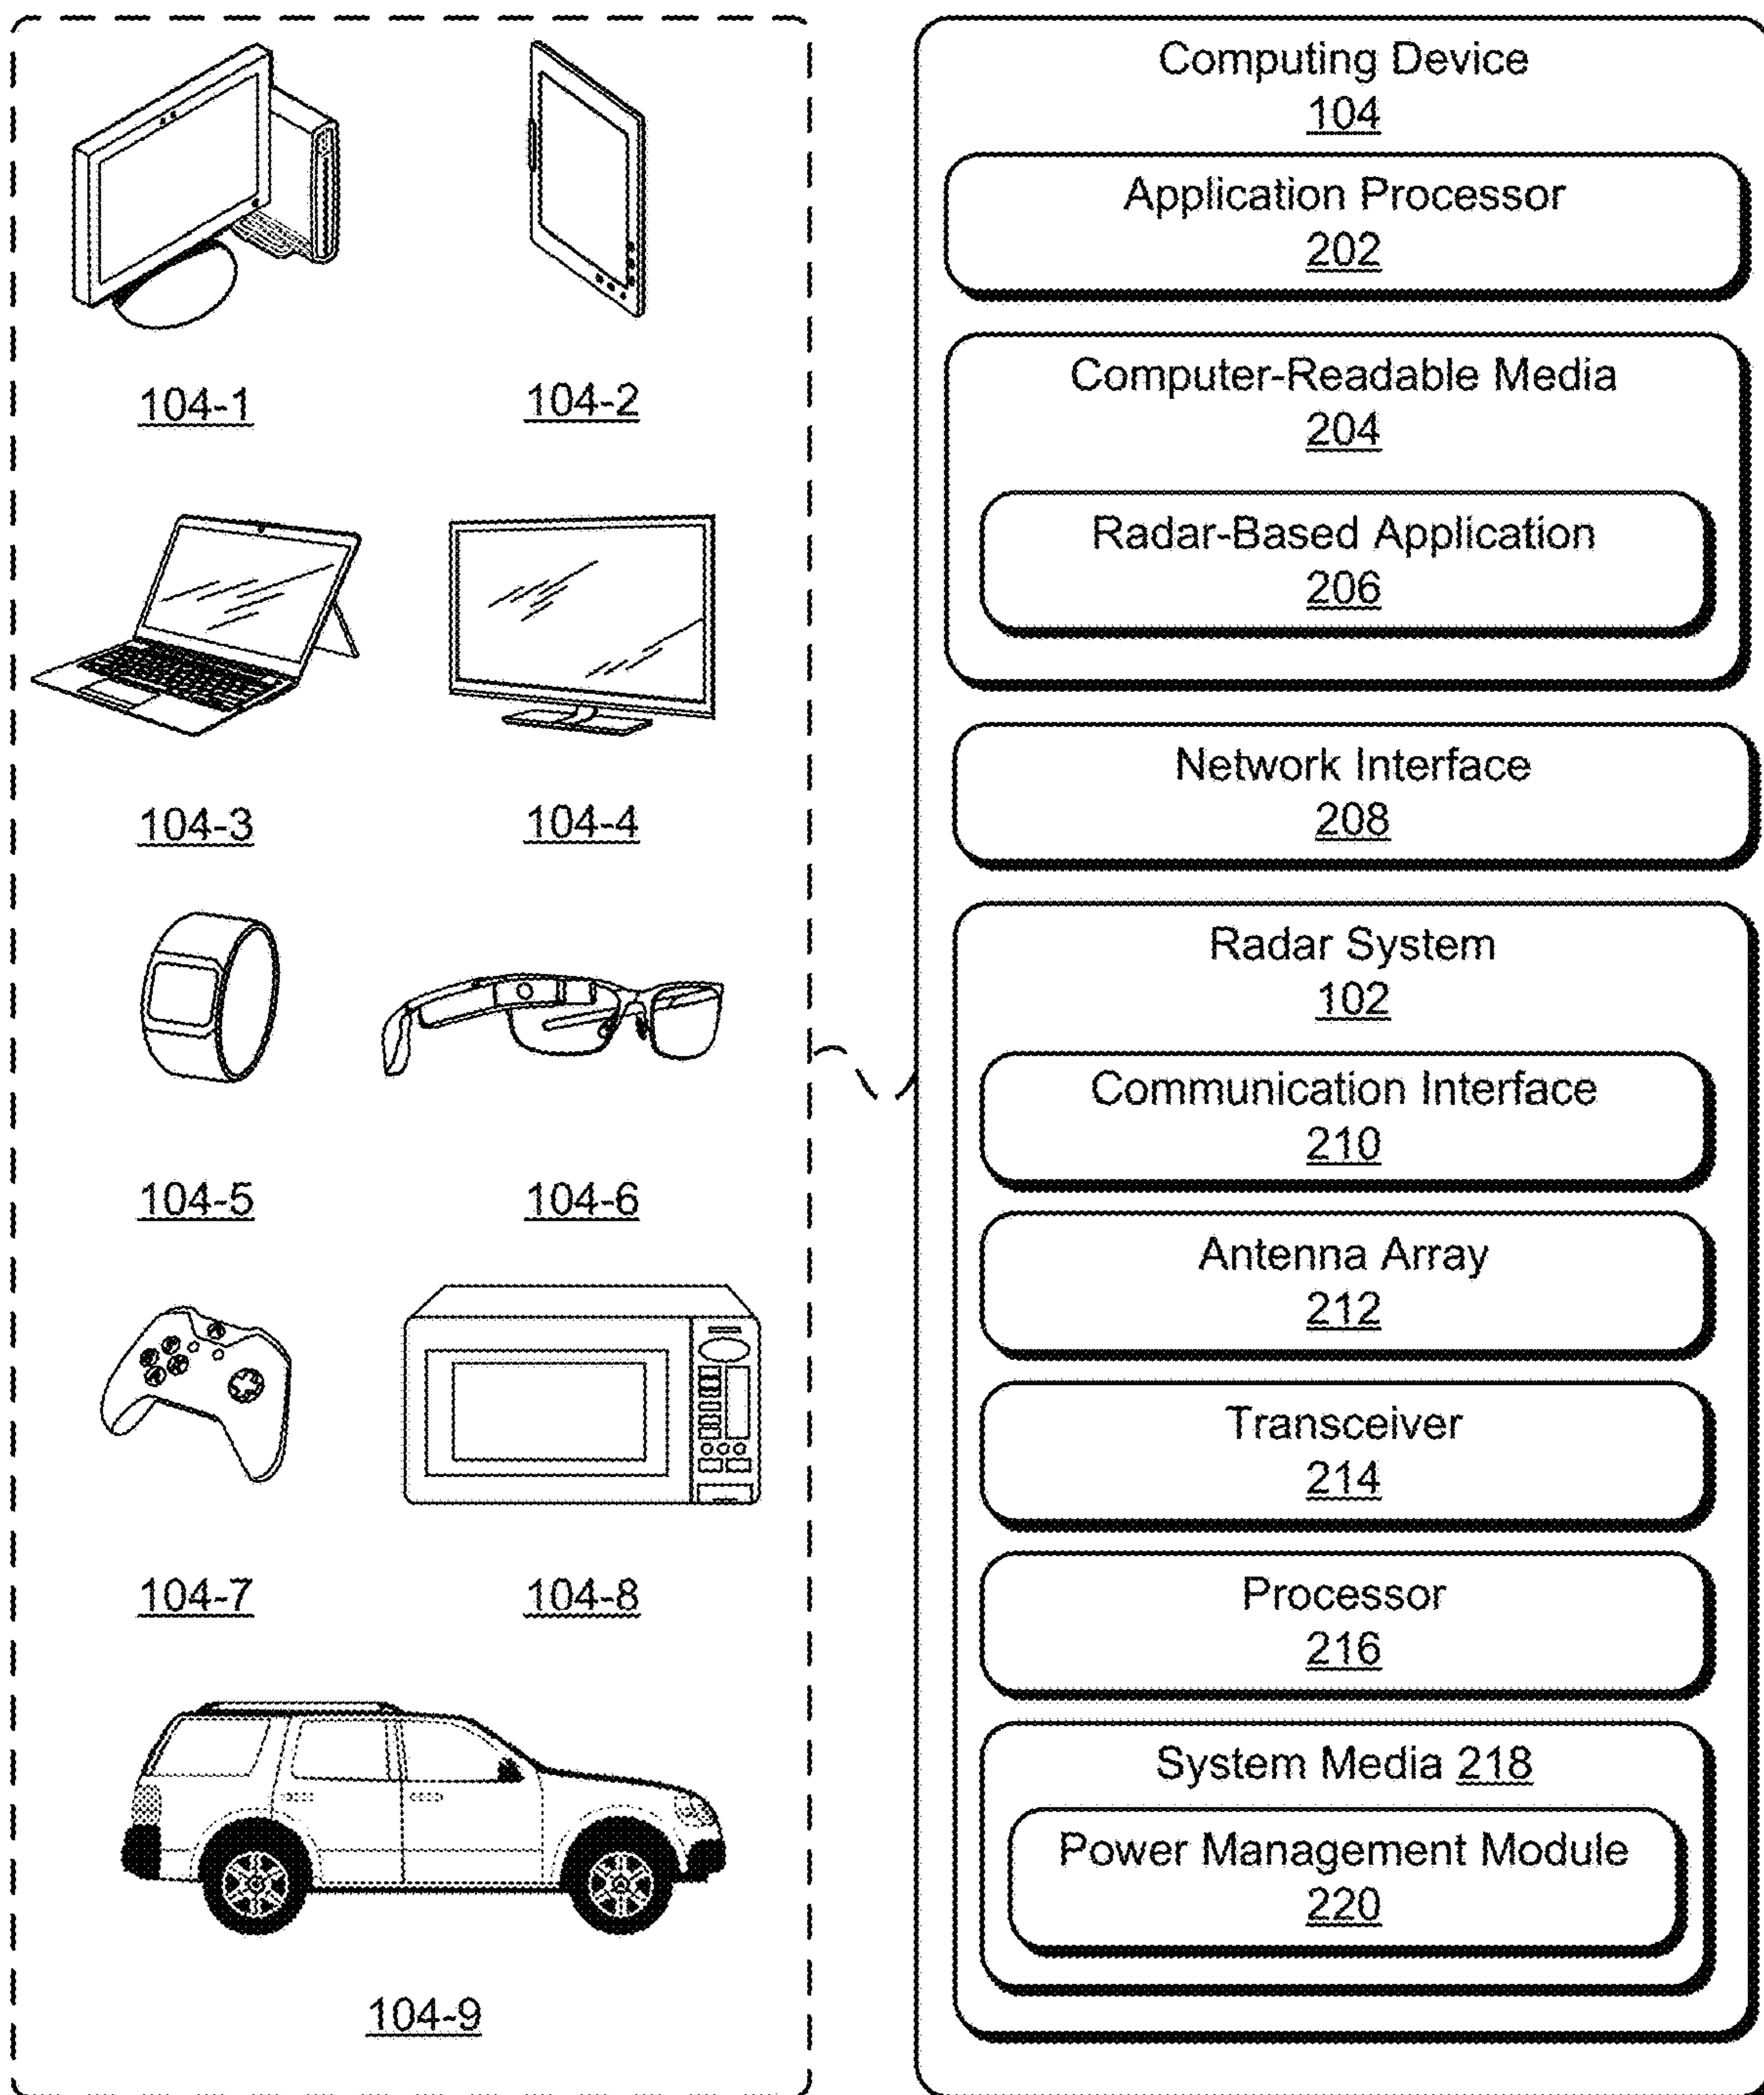 104-1
104-2
104-3
104-4
104-5
104-6
104-7
104-8
104-9
Computing Device
104
Application Processor
202
Computer-Readable Media
204
Radar-Based Application
206
Network Interface
208
Radar System
102
Communication Interface
210
Antenna Array
212
Transceiver
214
Processor
216
System Media 218
Power Management Module
220